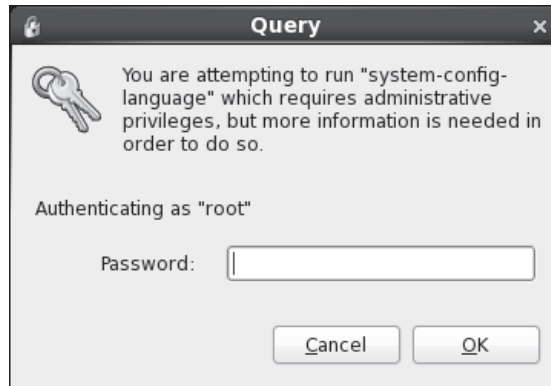 Query
You are attempting to run "system-config-
language" which requires administrative
privileges, but more information is needed in
order to do so.
Authenticating as "root"
Password:
Cancel
OK